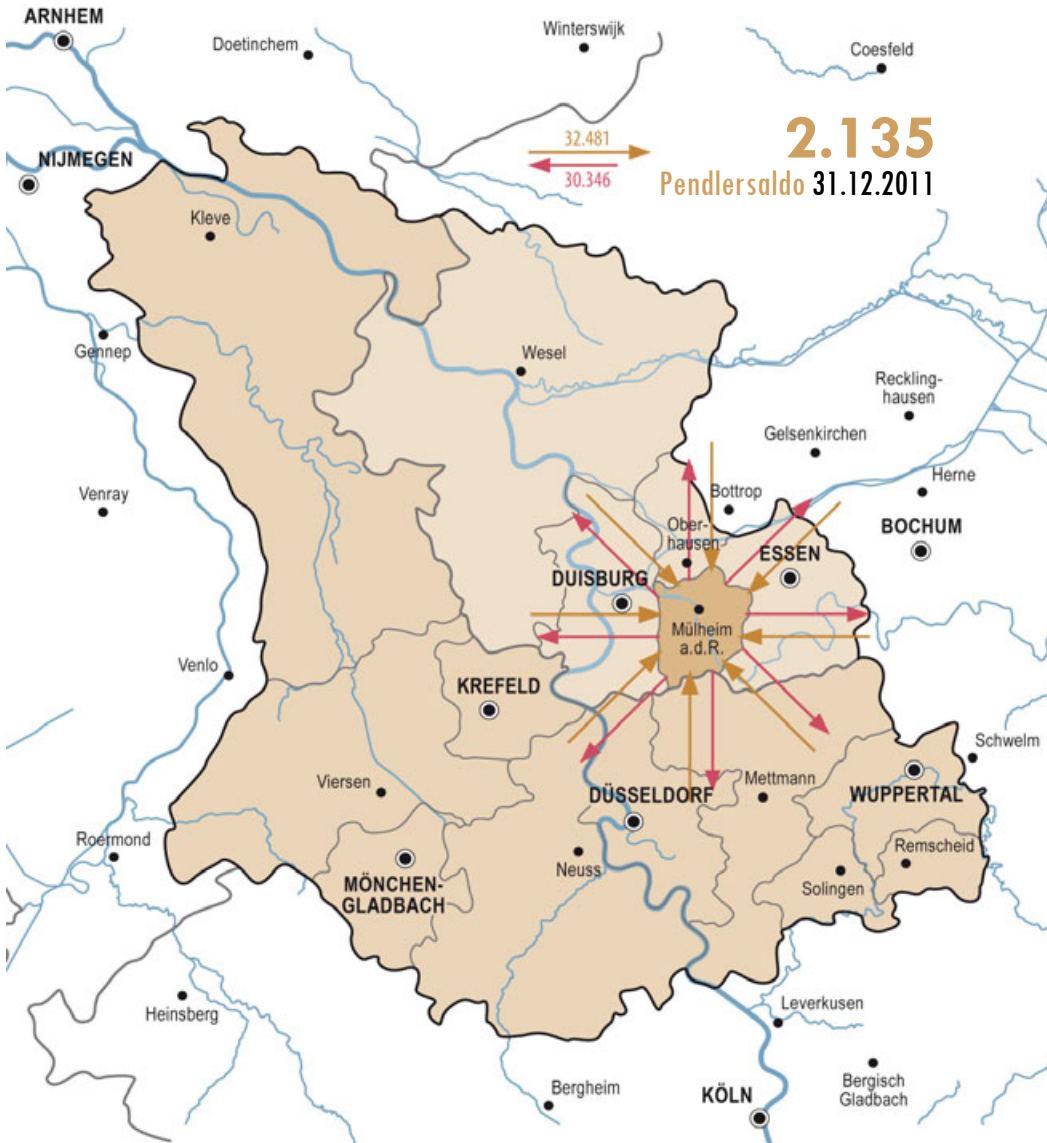 ARNHEM
Winterswijk
Doetinchem
Coesfeld
32.481
30.346
2.135
Pendlersaldo 31.12.2011
NIJMEGEN
Kleve
Gennep
Wesel
Reckling-
hausen
Gelsenkirchen
Herne
Venray
Bottrop
Ober-
hausen
BOCHUM
ESSEN
DUISBURG
Mülheim
a.d.R.
Venlo
KREFELD
Schwelm
Viersen
Mettmann
DÜSSELDORF
WUPPERTAL
Roermond
Neuss
Remscheid
Solingen
MÖNCHEN-
GLADBACH
Heinsberg
Leverkusen
Bergheim
KÖLN
Bergisch
Gladbach